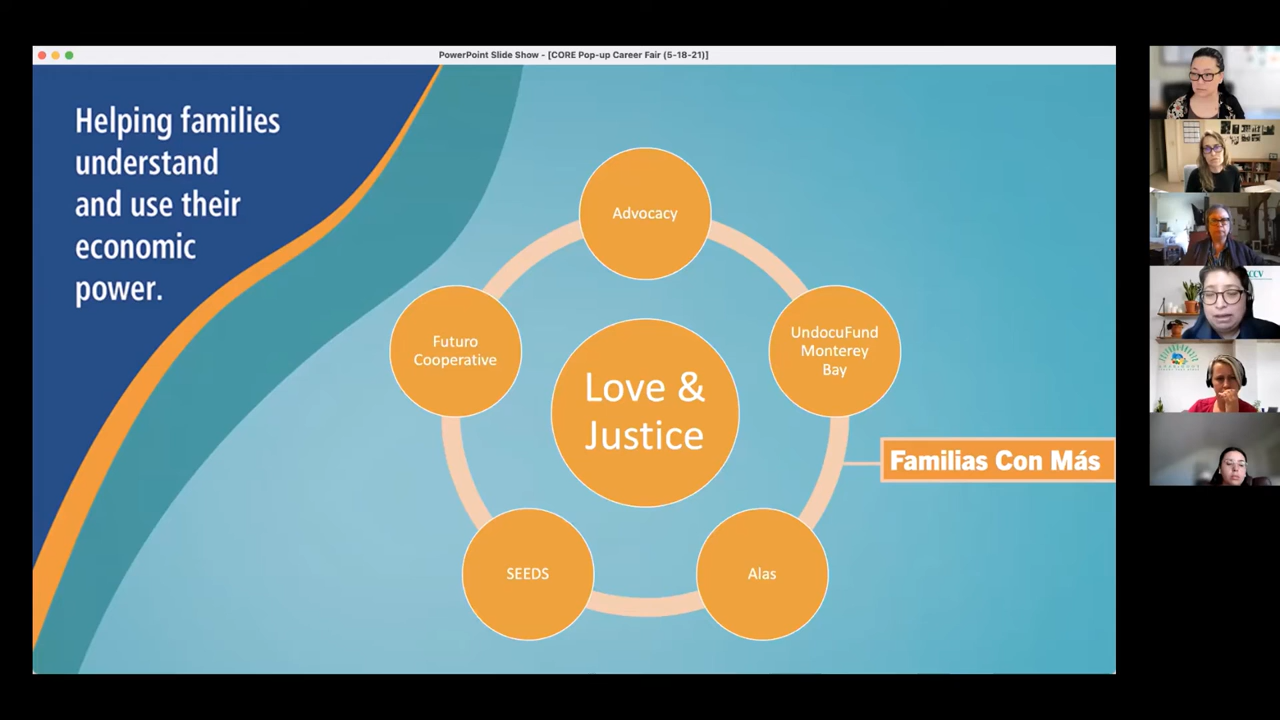 PowerPoint Slide Show - [CORE Pop-up Career Fair (5-18-21)]
Helping families
understand
and use their
economic
power.
Advocacy
UndocuFund
Monterey
Bay
Futuro
Cooperative
Love &
Justice
Familias Con Más
SEEDS
Alas